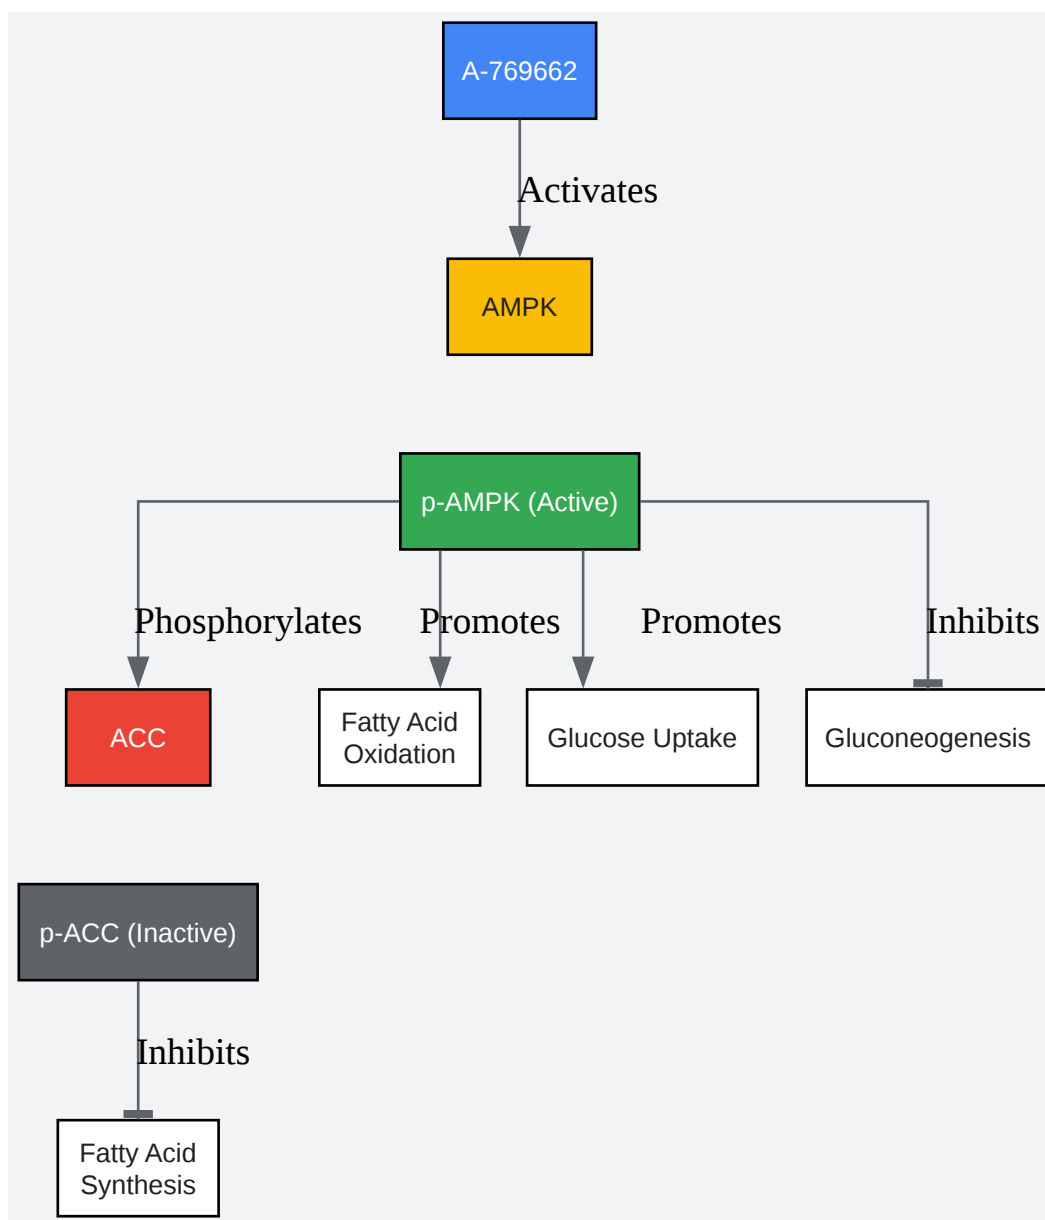 A-769662
Activates
AMPK
p-AMPK (Active)
Phosphorylates
Promotes
Promotes
Inhibits
ACC
Fatty Acid
Oxidation
Glucose Uptake
Gluconeogenesis
p-ACC (Inactive)
Inhibits
Fatty Acid
Synthesis